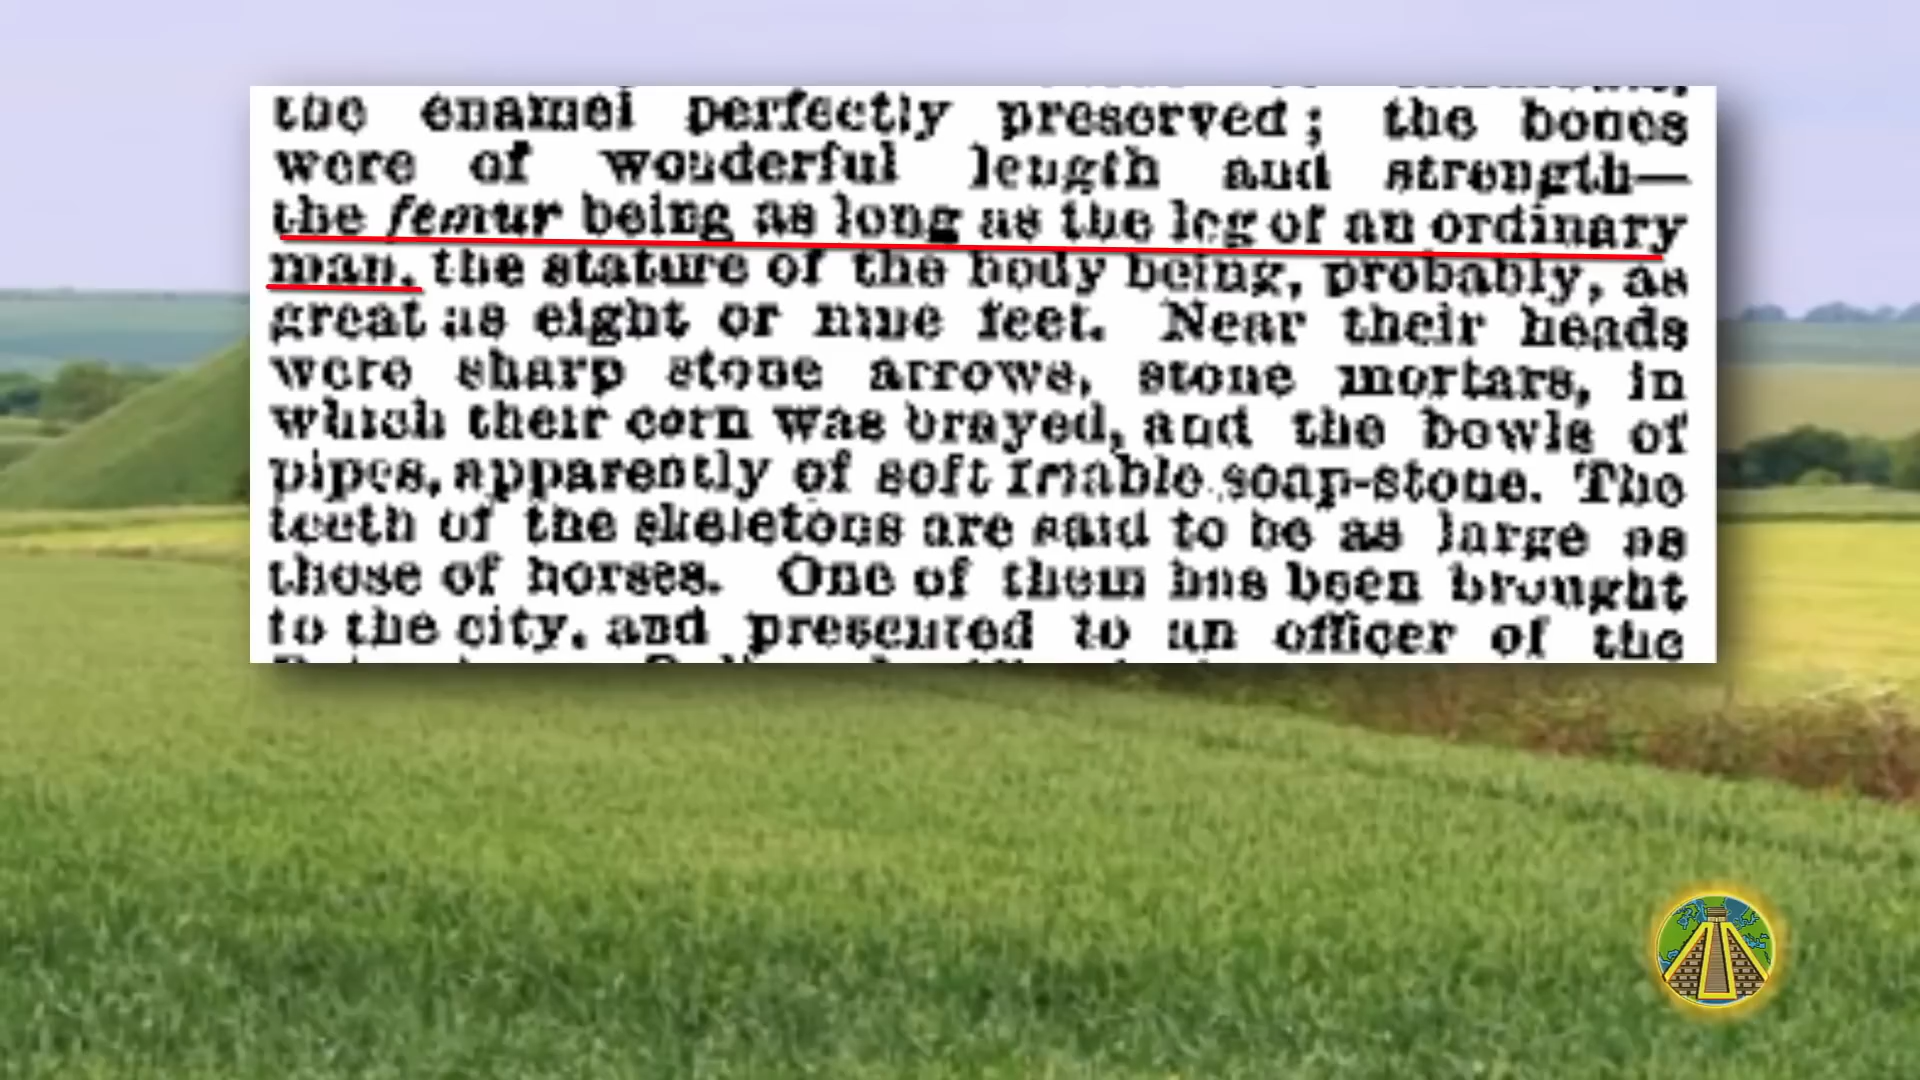 the enamel perfectly preserved; the bones
were of wonderful length and strength—
the femur being as long as the leg of an ordinary
man, the stature of the body being, probably, as
great as eight or nine feet. Near their heads
were sharp stone arrows, stone mortars, in
which their corn was brayed, and the bowls of
pipes, apparently of soft friable soap-stone. The
teeth of the skeletons are said to be as large as
those of horses. One of them has been brought
to the city, and presented to an officer of the